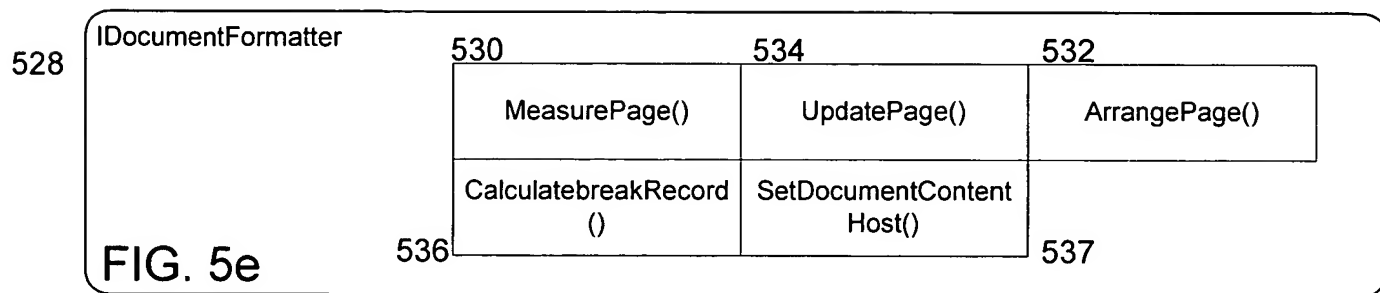 IDocumentFormatter
528
530
534
532
MeasurePage()
UpdatePage()
ArrangePage()
CalculatebreakRecord
()
SetDocumentContent
Host()
536
537
FIG. 5e